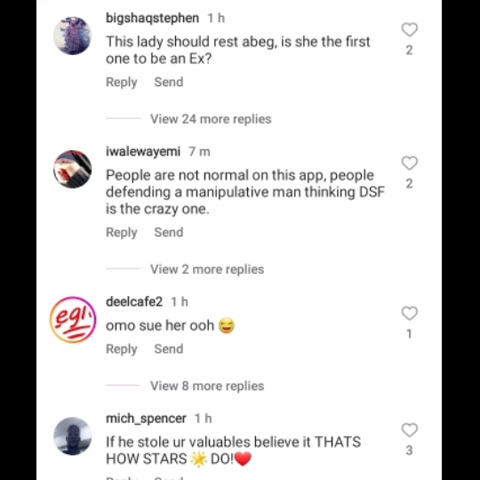 bigshaqstephen 1 h
This lady should rest abeg, is she the first
one to be an Ex?
2
Reply Send
View 24 more replies
iwalewayemi 7 m
People are not normal on this app, people
defending a manipulative man thinking DSF
is the crazy one.
2
Reply Send
View 2 more replies
egl.
deelcafe2 1 h
omo sue her ooh 😂
1
Reply Send
View 8 more replies
mich_spencer 1 h
If he stole ur valuables believe it THATS
HOW STARS 🌟 DO!❤️
3
Reply Send